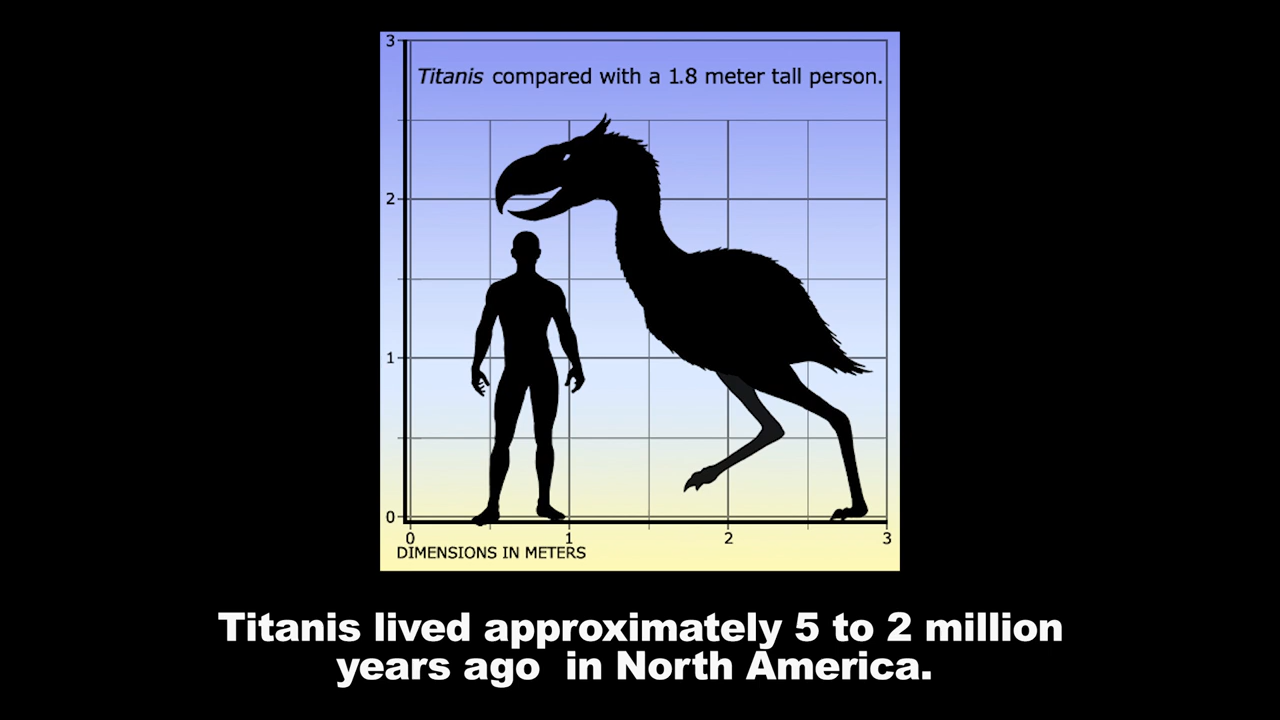 3
Titanis compared with a 1.8 meter tall person.
2
1
0
0 1 2 3
DIMENSIONS IN METERS
Titanis lived approximately 5 to 2 million
years ago  in North America.